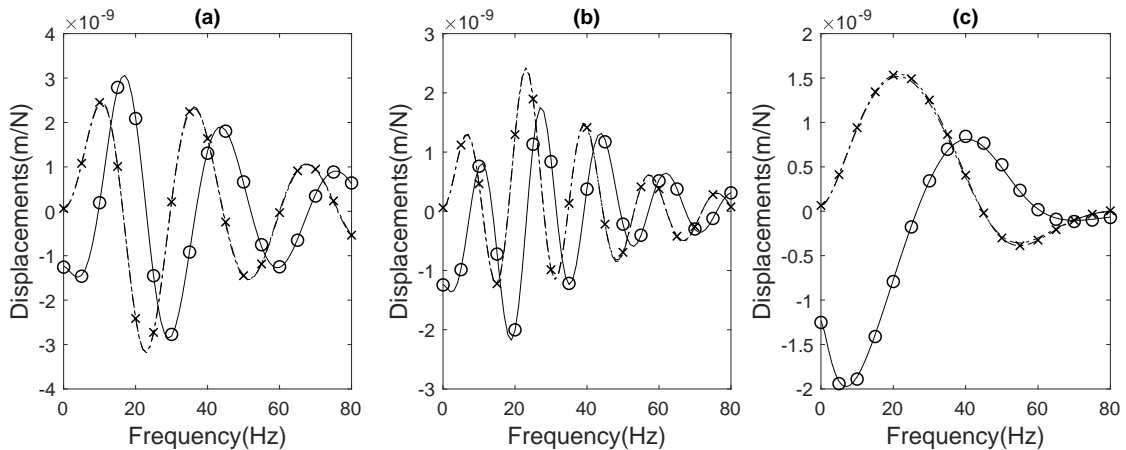 (a) (b) (c)
×10⁻⁹ ×10⁻⁹ ×10⁻⁹
4 3 2
3 2 1.5
2 1 1
1 0 0.5
0 -1 0
-1 -2 -0.5
-2 -3 -1
-3 -1.5
-4 -2
Displacements(m/N) Displacements(m/N) Displacements(m/N)
0 20 40 60 80 0 20 40 60 80 0 20 40 60 80
Frequency(Hz) Frequency(Hz) Frequency(Hz)